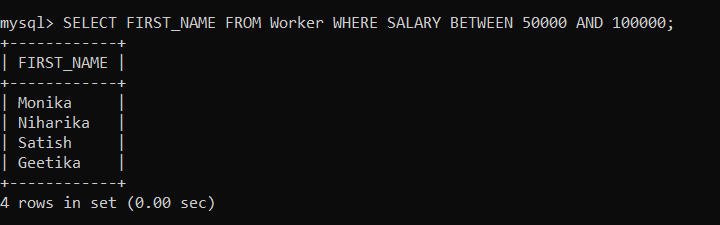 mysql> SELECT FIRST_NAME FROM Worker WHERE SALARY BETWEEN 50000 AND 100000;
+------------+
| FIRST_NAME |
+------------+
| Monika     |
| Niharika   |
| Satish     |
| Geetika    |
+------------+
4 rows in set (0.00 sec)